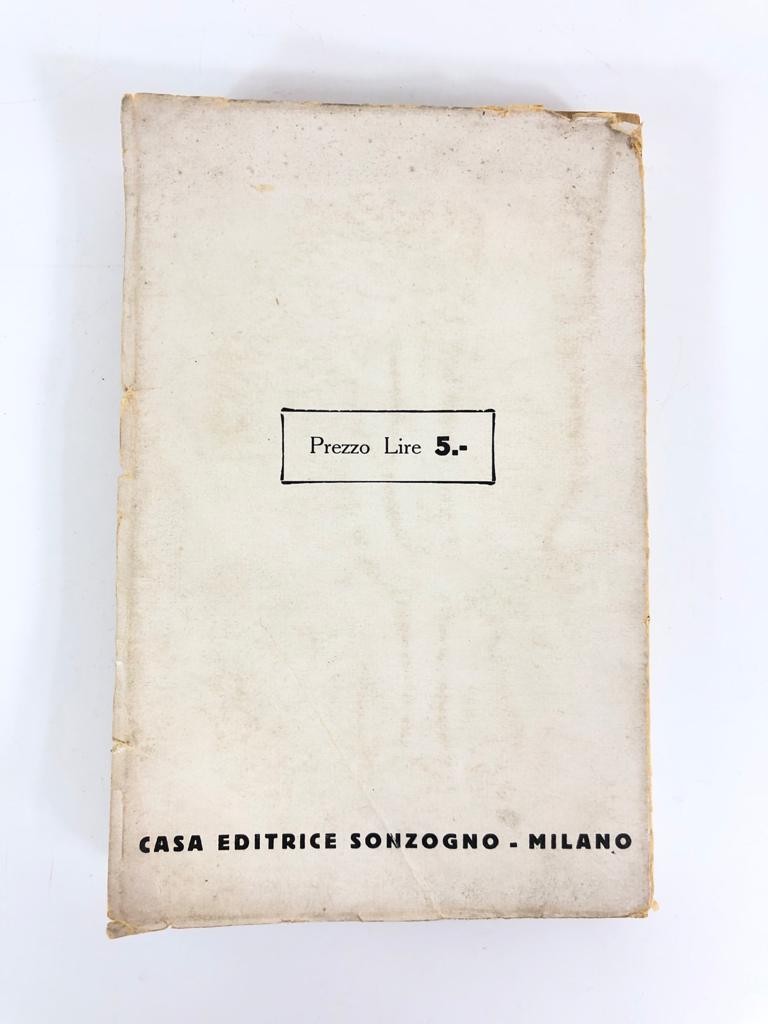 Prezzo Lire 5.-
CASA EDITRICE SONZOGNO - MILANO